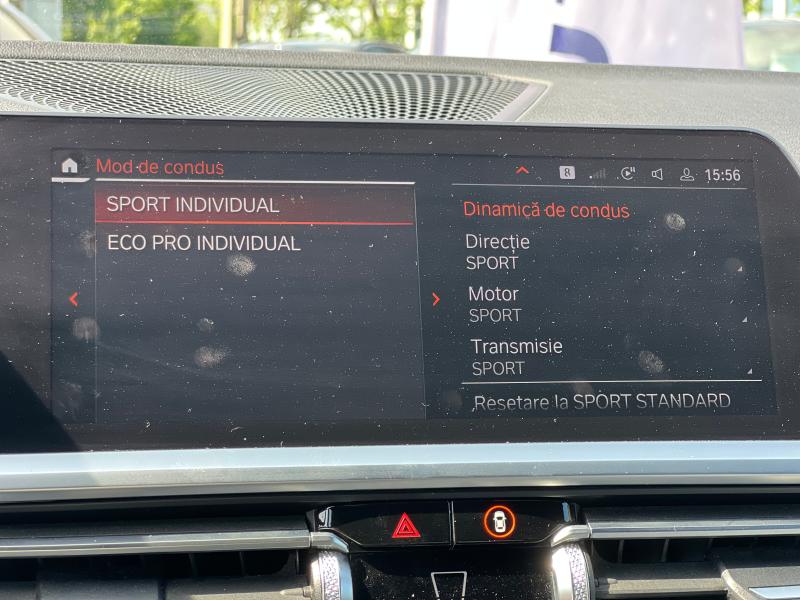 Mod de condus
8
15:56
SPORT INDIVIDUAL
ECO PRO INDIVIDUAL
Dinamică de condus
Direcție
SPORT
Motor
SPORT
Transmisie
SPORT
Resetare la SPORT STANDARD